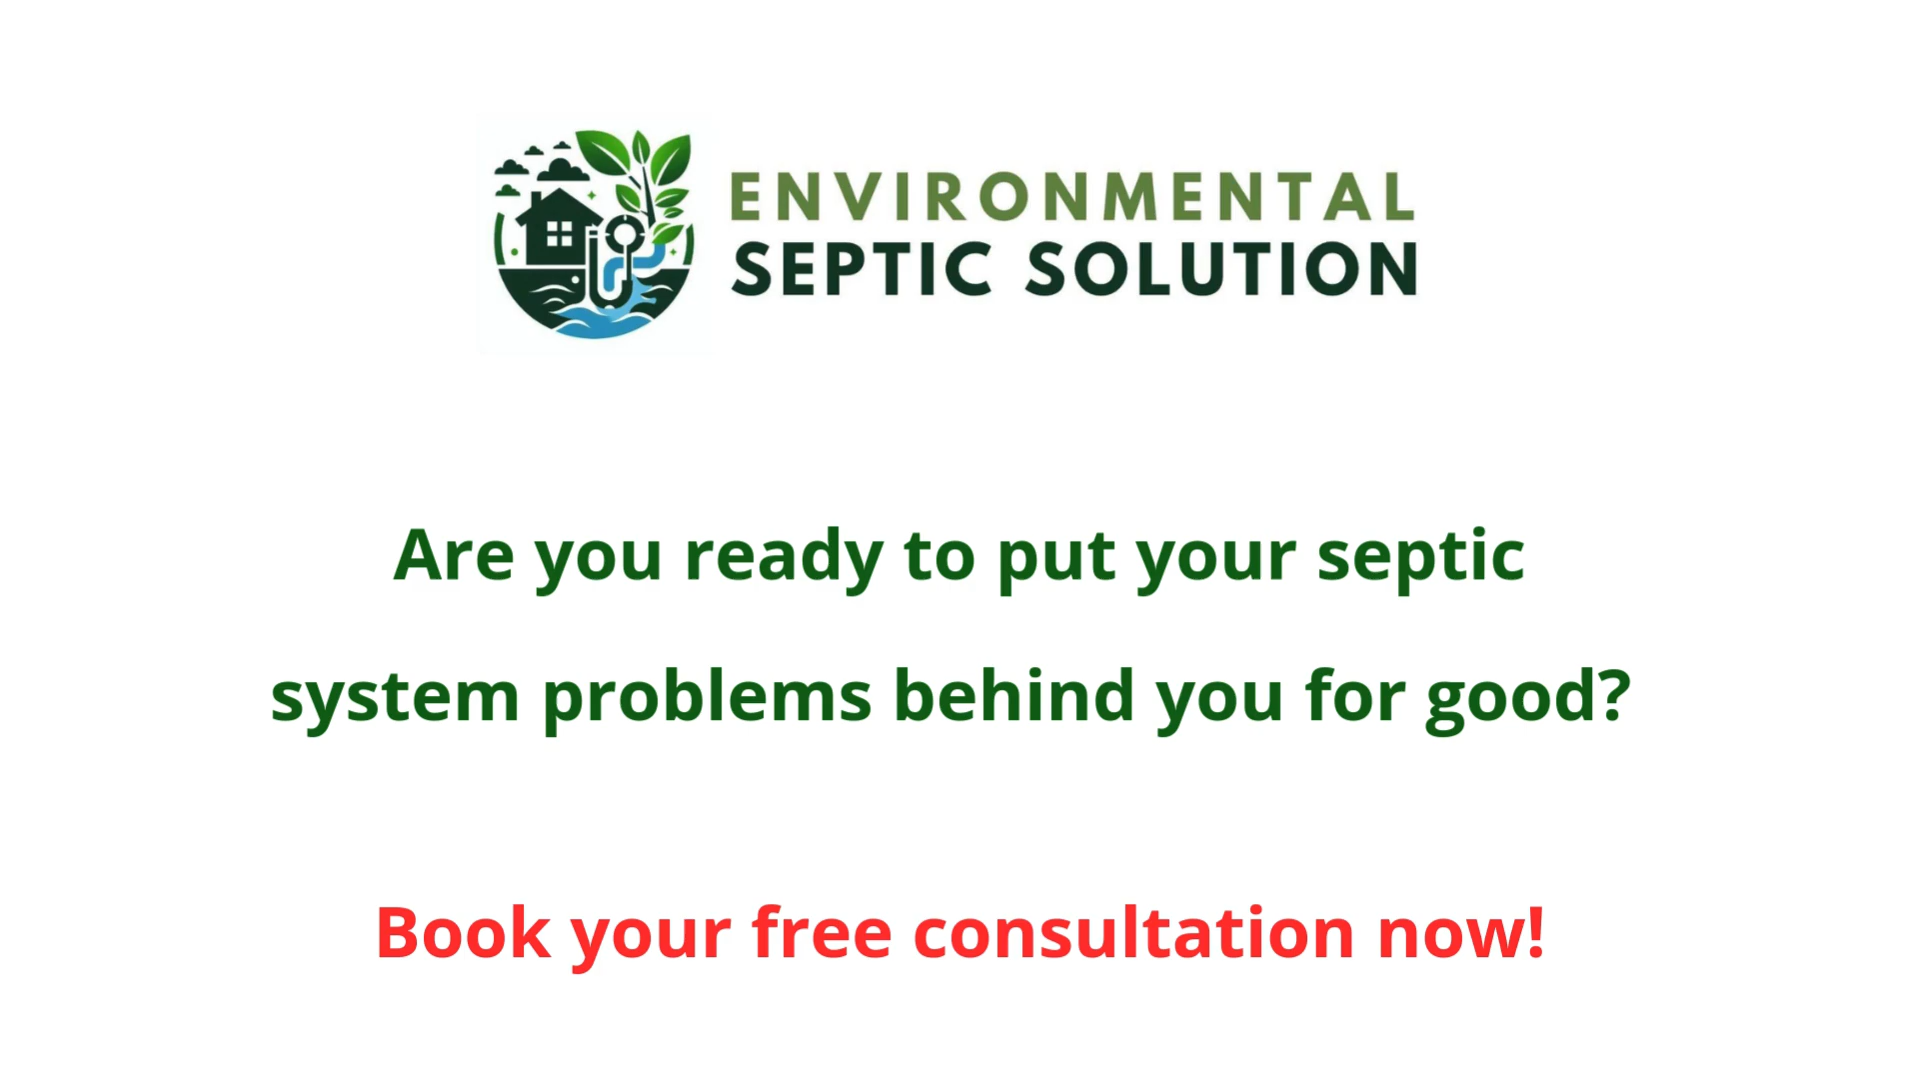 ENVIRONMENTAL
SEPTIC SOLUTION
Are you ready to put your septic
system problems behind you for good?
Book your free consultation now!